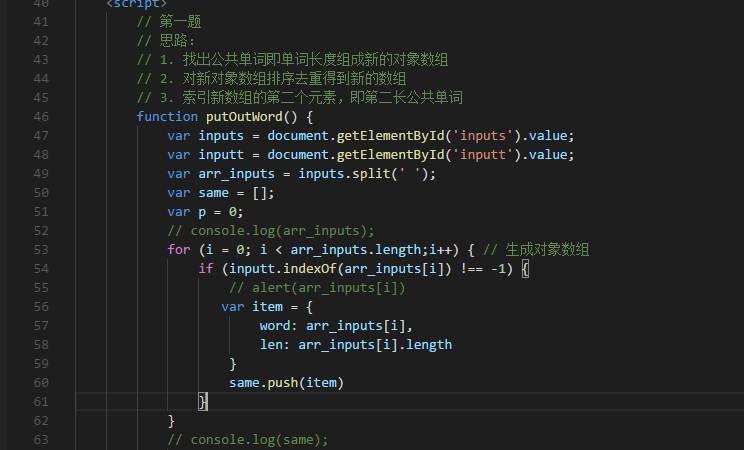 40 <script>
41 // 第一题
42 // 思路:
43 // 1. 找出公共单词即单词长度组成新的对象数组
44 // 2. 对新对象数组排序去重得到新的数组
45 // 3. 索引新数组的第二个元素，即第二长公共单词
46 function putOutWord() {
47 var inputs = document.getElementById('inputs').value;
48 var inputt = document.getElementById('inputt').value;
49 var arr_inputs = inputs.split(' ');
50 var same = [];
51 var p = 0;
52 // console.log(arr_inputs);
53 for (i = 0; i < arr_inputs.length;i++) { // 生成对象数组
54 if (inputt.indexOf(arr_inputs[i]) !== -1) {
55 // alert(arr_inputs[i])
56 var item = {
57 word: arr_inputs[i],
58 len: arr_inputs[i].length
59 }
60 same.push(item)
61 }
62 }
63 // console.log(same);